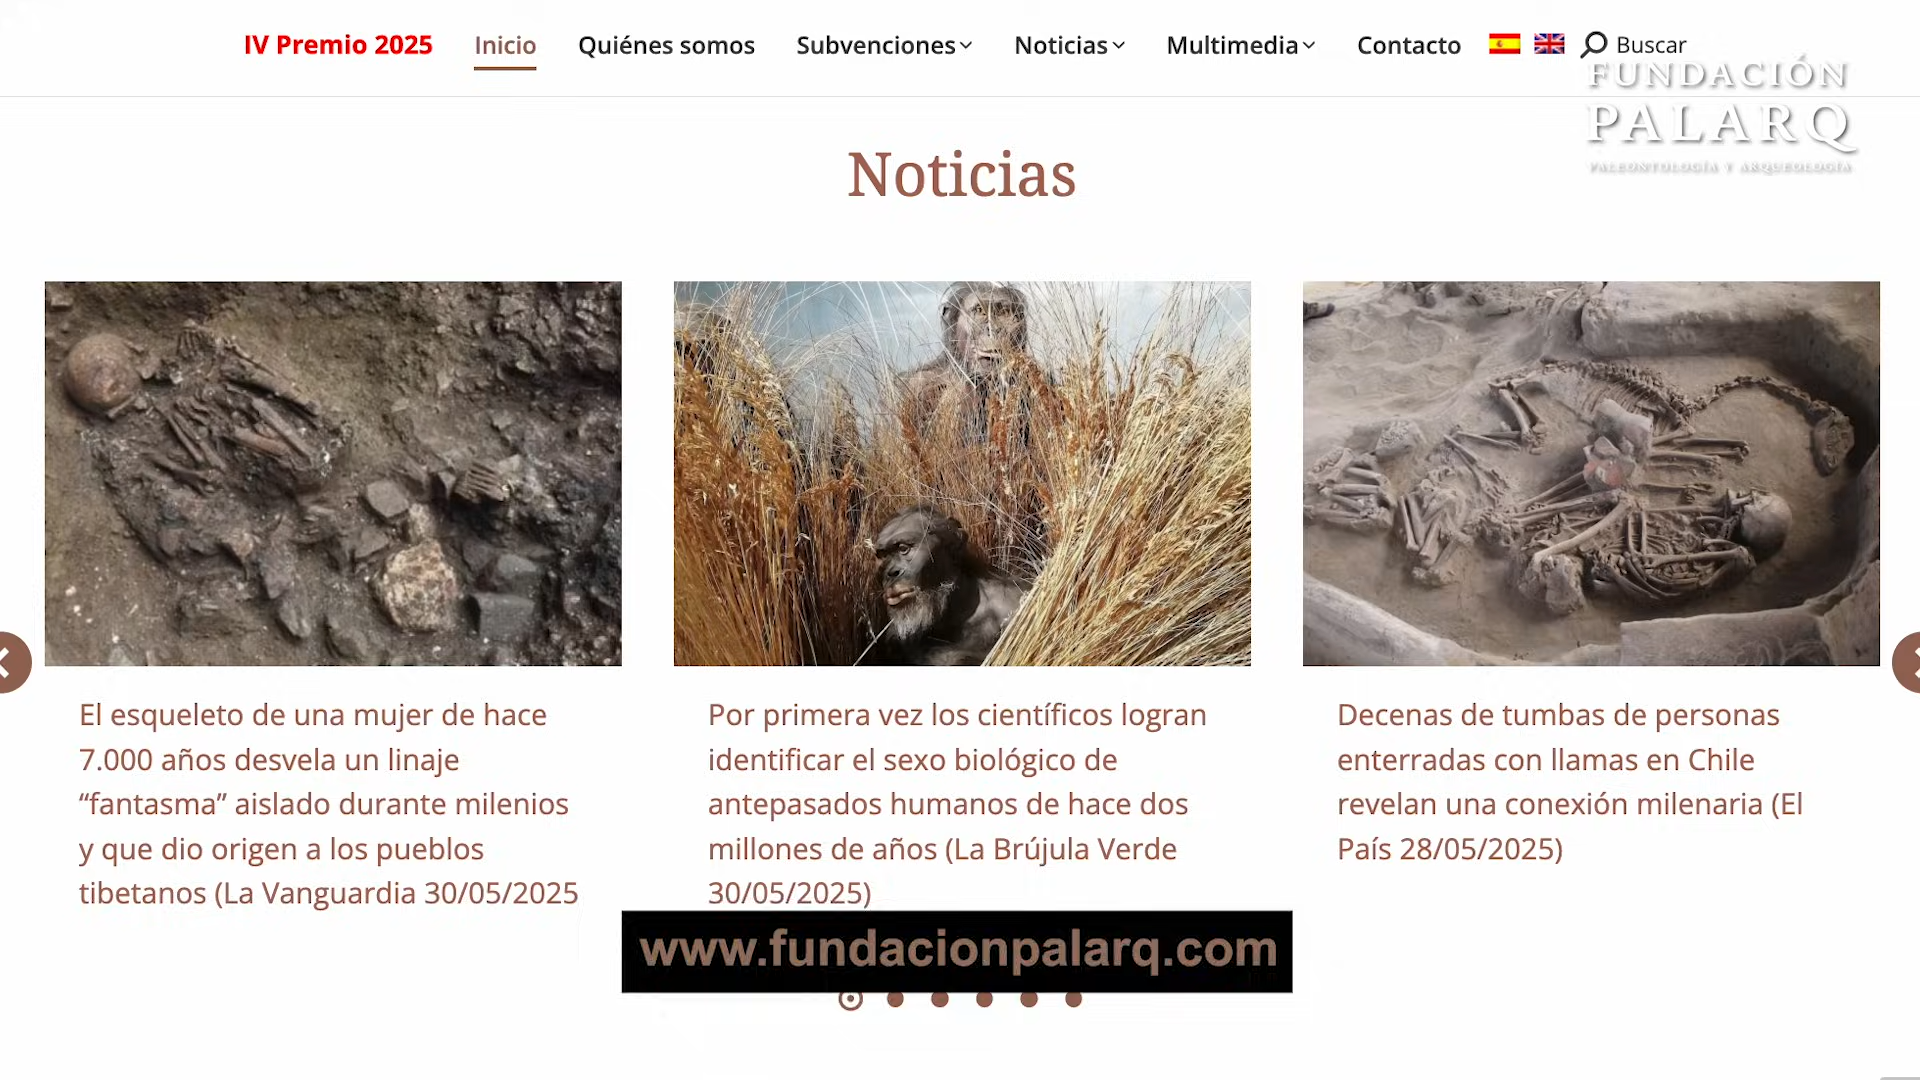 IV Premio 2025 Inicio Quiénes somos Subvenciones Noticias Multimedia Contacto Buscar
FUNDACIÓN
PALARQ
PALEONTOLOGÍA Y ARQUEOLOGÍA
Noticias
El esqueleto de una mujer de hace
7.000 años desvela un linaje
“fantasma” aislado durante milenios
y que dio origen a los pueblos
tibetanos (La Vanguardia 30/05/2025
Por primera vez los científicos logran
identificar el sexo biológico de
antepasados humanos de hace dos
millones de años (La Brújula Verde
30/05/2025)
Decenas de tumbas de personas
enterradas con llamas en Chile
revelan una conexión milenaria (El
País 28/05/2025)
www.fundacionpalarq.com